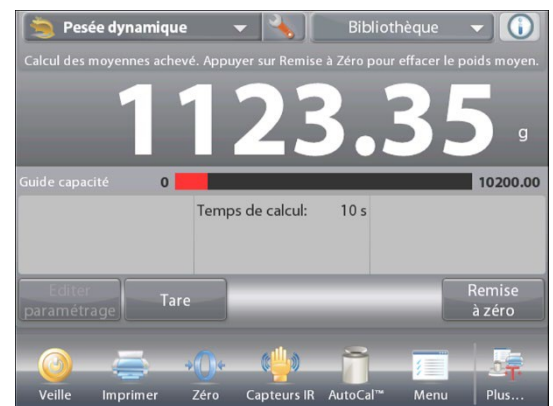 Pesée dynamique
Bibliothèque
Calcul des moyennes achevé. Appuyer sur Remise à Zéro pour effacer le poids moyen.
1123.35 g
Guide capacité 0 10200.00
Temps de calcul: 10 s
Editer
paramétrage
Tare
Remise
à zéro
Veille Imprimer Zéro Capteurs IR AutoCal™ Menu Plus...